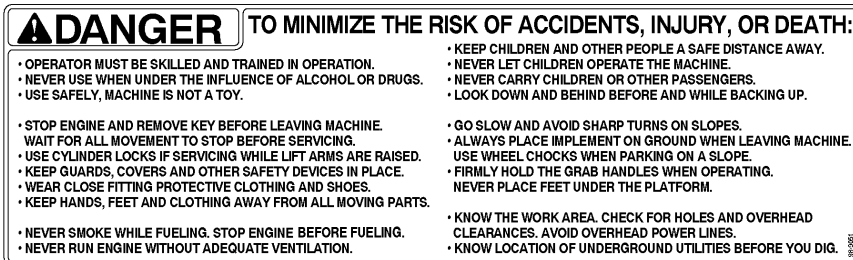 DANGER
TO MINIMIZE THE RISK OF ACCIDENTS, INJURY, OR DEATH:
• OPERATOR MUST BE SKILLED AND TRAINED IN OPERATION.
• NEVER USE WHEN UNDER THE INFLUENCE OF ALCOHOL OR DRUGS.
• USE SAFELY, MACHINE IS NOT A TOY.
• STOP ENGINE AND REMOVE KEY BEFORE LEAVING MACHINE.
WAIT FOR ALL MOVEMENT TO STOP BEFORE SERVICING.
• USE CYLINDER LOCKS IF SERVICING WHILE LIFT ARMS ARE RAISED.
• KEEP GUARDS, COVERS AND OTHER SAFETY DEVICES IN PLACE.
• WEAR CLOSE FITTING PROTECTIVE CLOTHING AND SHOES.
• KEEP HANDS, FEET AND CLOTHING AWAY FROM ALL MOVING PARTS.
• NEVER SMOKE WHILE FUELING. STOP ENGINE BEFORE FUELING.
• NEVER RUN ENGINE WITHOUT ADEQUATE VENTILATION.
• KEEP CHILDREN AND OTHER PEOPLE A SAFE DISTANCE AWAY.
• NEVER LET CHILDREN OPERATE THE MACHINE.
• NEVER CARRY CHILDREN OR OTHER PASSENGERS.
• LOOK DOWN AND BEHIND BEFORE AND WHILE BACKING UP.
• GO SLOW AND AVOID SHARP TURNS ON SLOPES.
• ALWAYS PLACE IMPLEMENT ON GROUND WHEN LEAVING MACHINE.
USE WHEEL CHOCKS WHEN PARKING ON A SLOPE.
• FIRMLY HOLD THE GRAB HANDLES WHEN OPERATING.
NEVER PLACE FEET UNDER THE PLATFORM.
• KNOW THE WORK AREA. CHECK FOR HOLES AND OVERHEAD
CLEARANCES. AVOID OVERHEAD POWER LINES.
• KNOW LOCATION OF UNDERGROUND UTILITIES BEFORE YOU DIG.